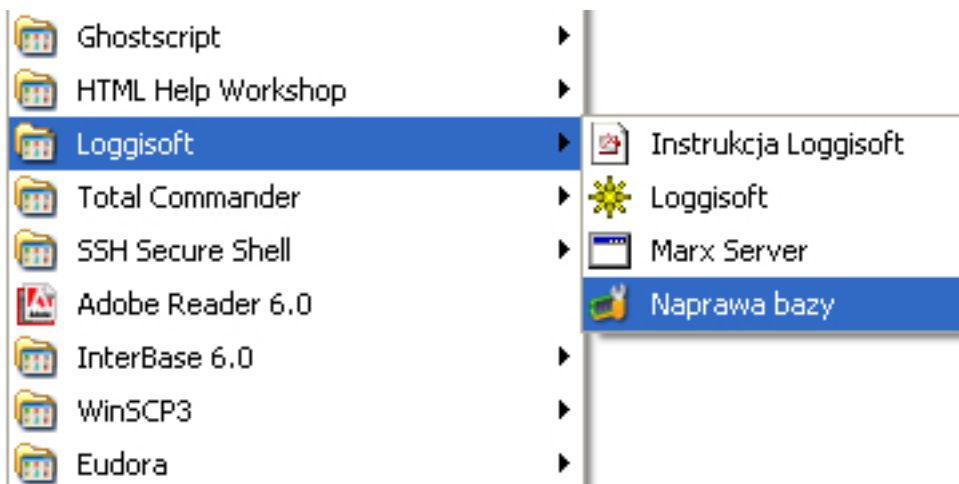 Ghostscript
HTML Help Workshop
Loggisoft
Total Commander
SSH Secure Shell
Adobe Reader 6.0
InterBase 6.0
WinSCP3
Eudora
Instrukcja Loggisoft
Loggisoft
Marx Server
Naprawa bazy